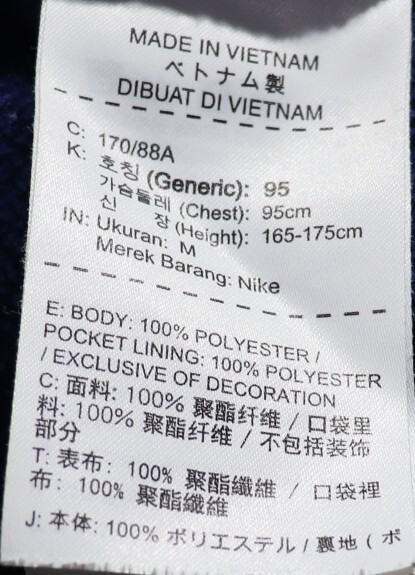 MADE IN VIETNAM
ベトナム製
DIBUAT DI VIETNAM
C: 170/88A
K: 호칭 (Generic): 95
가슴둘레 (Chest): 95cm
신 장 (Height): 165-175cm
IN: Ukuran: M
Merek Barang: Nike
E: BODY: 100% POLYESTER /
POCKET LINING: 100% POLYESTER
/ EXCLUSIVE OF DECORATION
C: 面料: 100% 聚酯纤维 / 口袋里
料: 100% 聚酯纤维 / 不包括装饰
部分
T: 表布: 100% 聚酯纖維 / 口袋裡
布: 100% 聚酯纖維
J: 本体: 100% ポリエステル / 裏地 ( ポ